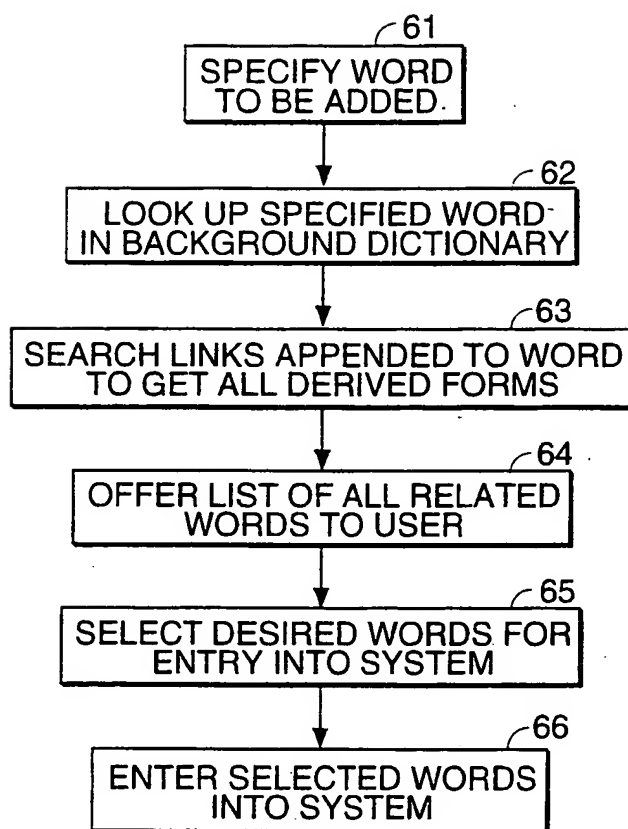 61
SPECIFY WORD
TO BE ADDED
62
LOOK UP SPECIFIED WORD
IN BACKGROUND DICTIONARY
63
SEARCH LINKS APPENDED TO WORD
TO GET ALL DERIVED FORMS
64
OFFER LIST OF ALL RELATED
WORDS TO USER
65
SELECT DESIRED WORDS FOR
ENTRY INTO SYSTEM
66
ENTER SELECTED WORDS
INTO SYSTEM